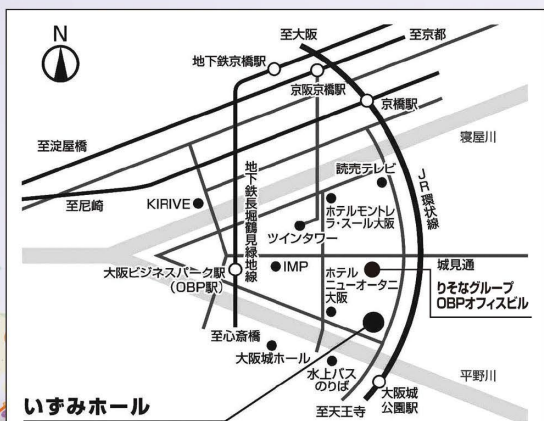 N
至大阪
至京都
地下鉄京橋駅
京阪京橋駅
京橋駅
至淀屋橋
寝屋川
地下鉄長堀鶴見緑地線
読売テレビ
JR環状線
至尼崎
KIRIVE
ホテルモントレ
ラ・スール大阪
ツインタワー
城見通
大阪ビジネスパーク駅
(OBP駅)
IMP
ホテル
ニューオータニ
大阪
りそなグループ
OBPオフィスビル
至心斎橋
大阪城ホール
水上バス
のりば
平野川
大阪城
公園駅
いずみホール
至天王寺